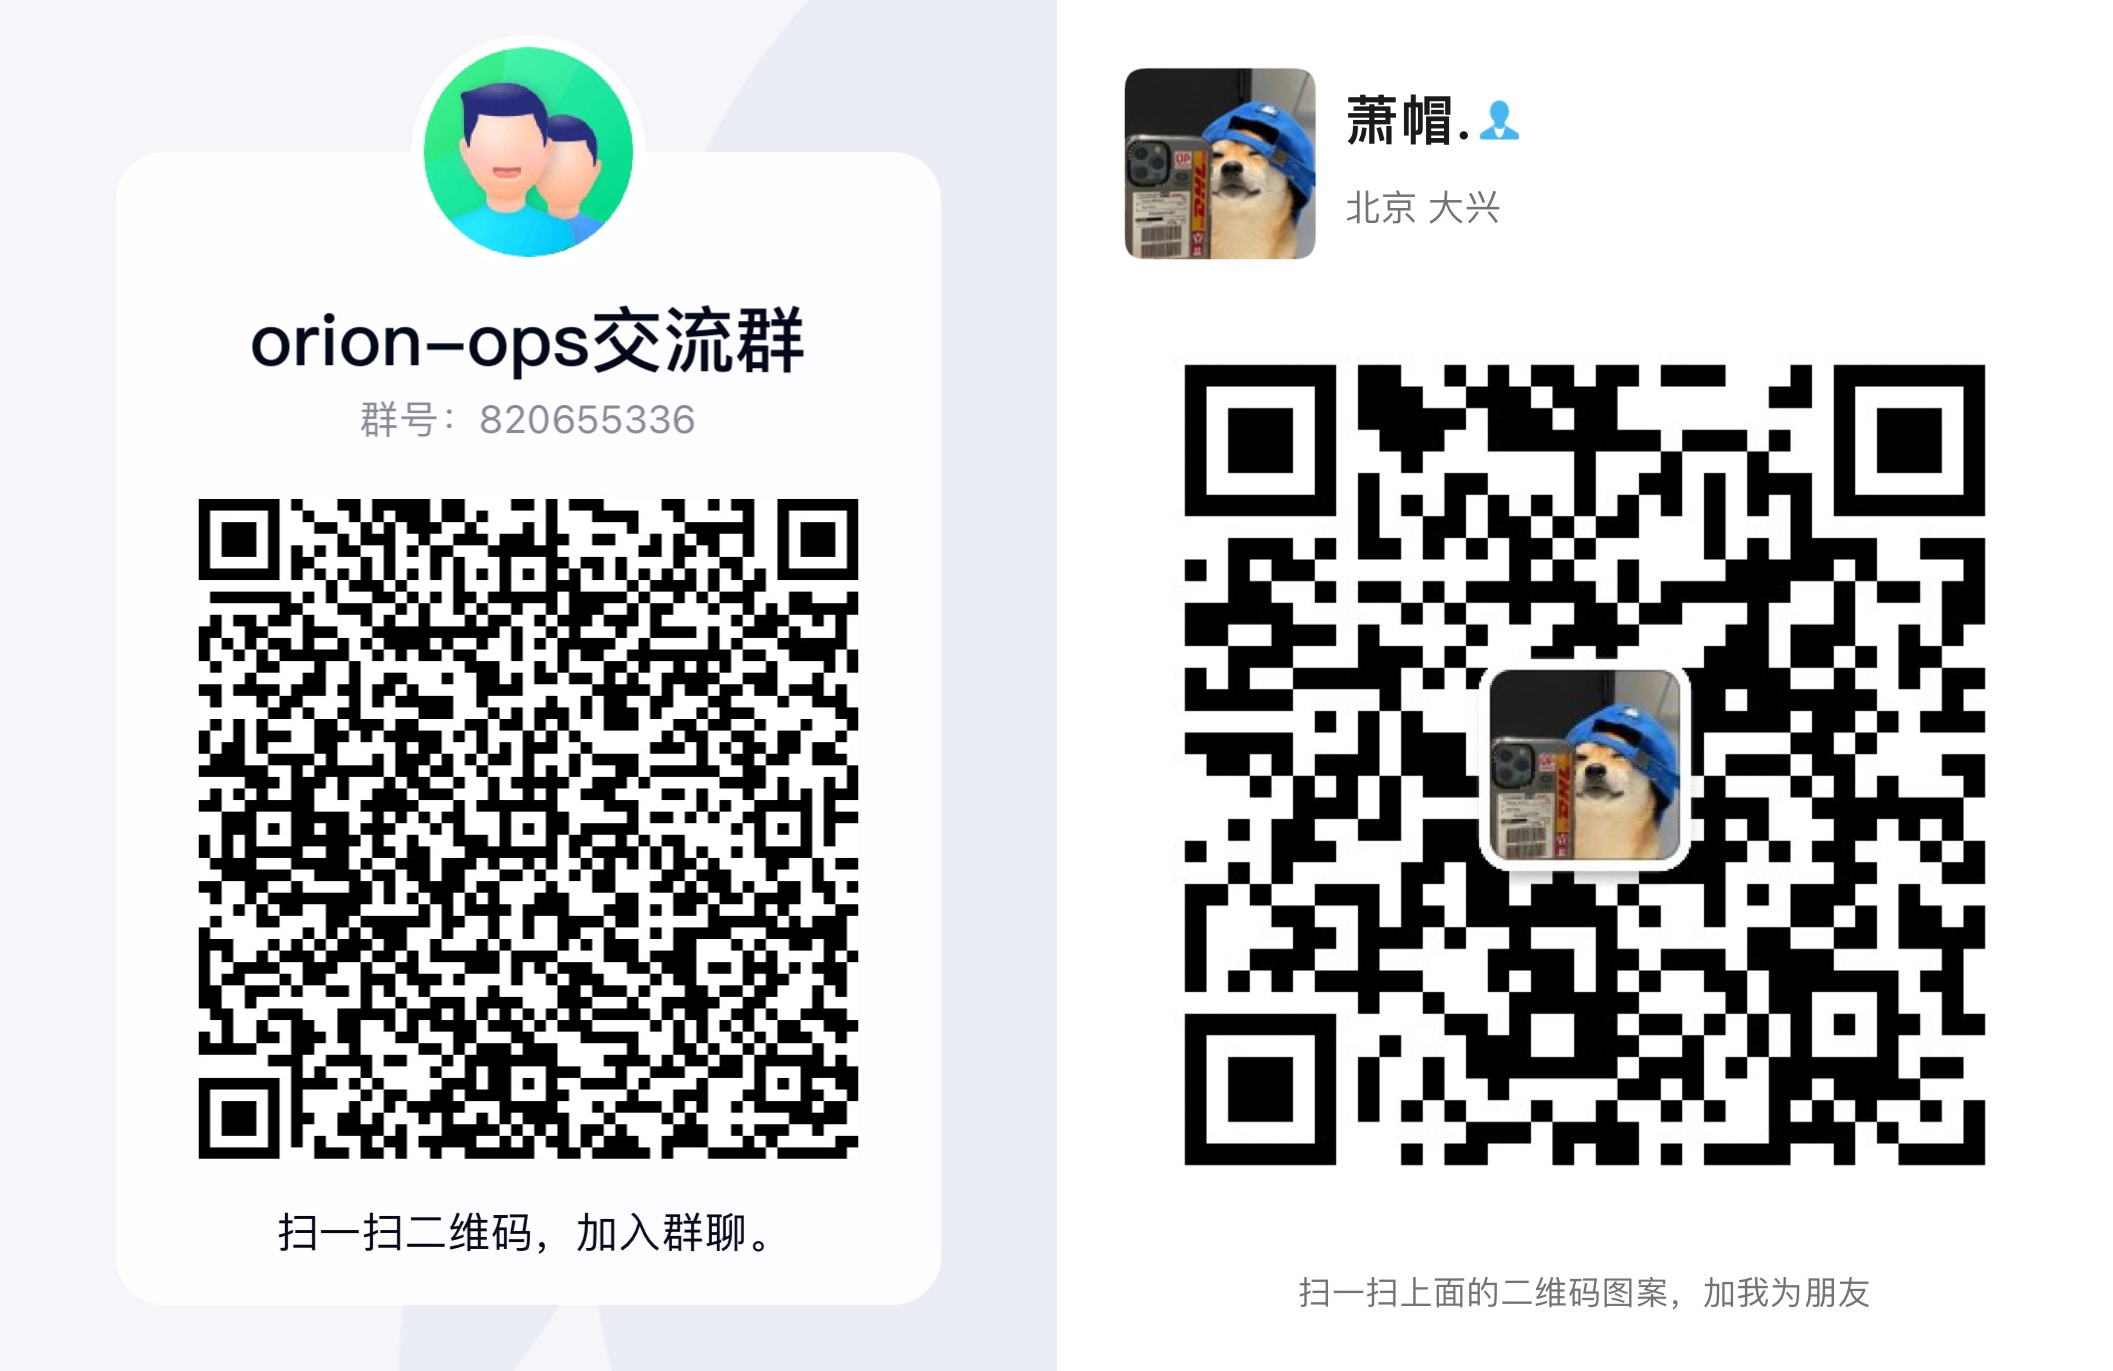 orion-ops交流群
群号：820655336
扫一扫二维码，加入群聊。
萧帽.
北京 大兴
DHL
扫一扫上面的二维码图案，加我为朋友